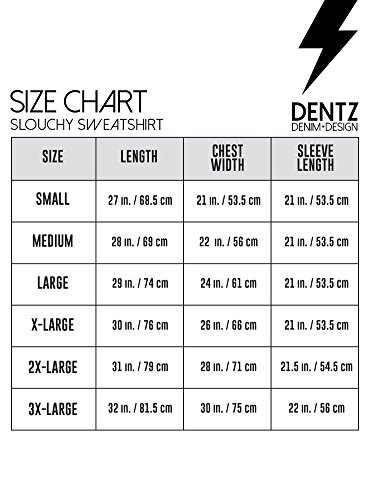 SIZE CHART
SLOUCHY SWEATSHIRT
DENTZ
DENIM+DESIGN
SIZE LENGTH CHEST WIDTH SLEEVE LENGTH
SMALL 27 in. / 68.5 cm 21 in. / 53.5 cm 21 in. / 53.5 cm
MEDIUM 28 in. / 69 cm 22 in. / 56 cm 21 in. / 53.5 cm
LARGE 29 in. / 74 cm 24 in. / 61 cm 21 in. / 53.5 cm
X-LARGE 30 in. / 76 cm 26 in. / 66 cm 21 in. / 53.5 cm
2X-LARGE 31 in. / 79 cm 28 in. / 71 cm 21.5 in. / 54.5 cm
3X-LARGE 32 in. / 81.5 cm 30 in. / 75 cm 22 in. / 56 cm